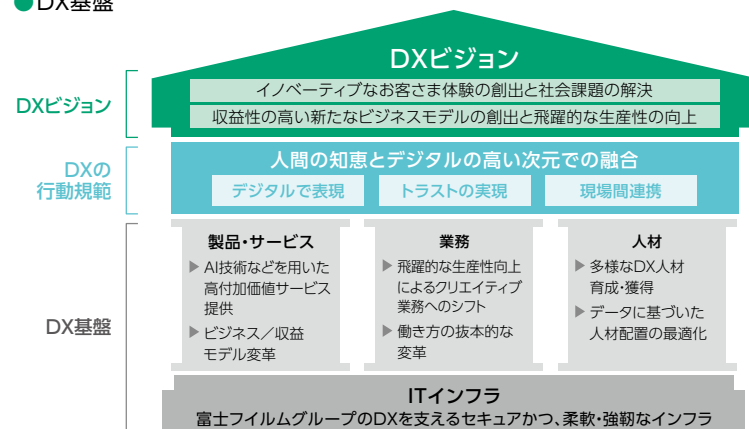 ●DX基盤
DXビジョン
イノベーティブなお客さま体験の創出と社会課題の解決
収益性の高い新たなビジネスモデルの創出と飛躍的な生産性の向上
DXビジョン
人間の知恵とデジタルの高い次元での融合
デジタルで表現
トラストの実現
現場間連携
DXの
行動規範
製品・サービス
▶AI技術などを用いた
高付加価値サービス
提供
▶ビジネス／収益
モデル変革
業務
▶飛躍的な生産性向上
によるクリエイティブ
業務へのシフト
▶働き方の抜本的な
変革
人材
▶多様なDX人材
育成・獲得
▶データに基づいた
人材配置の最適化
DX基盤
ITインフラ
富士フイルムグループのDXを支えるセキュアかつ、柔軟・強靭なインフラ